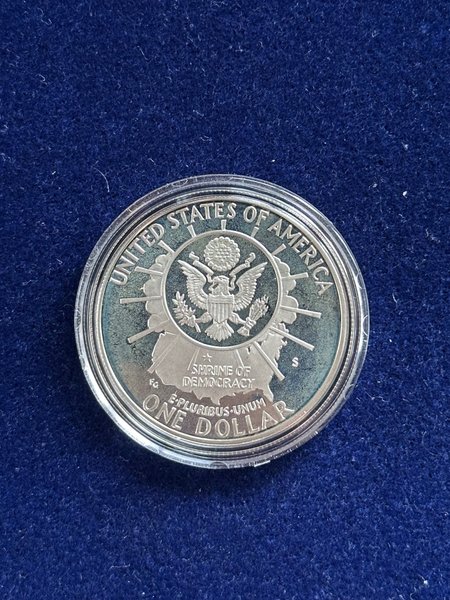 UNITED STATES OF AMERICA
S
SHRINE OF
DEMOCRACY
FG
E·PLURIBUS·UNUM
ONE DOLLAR